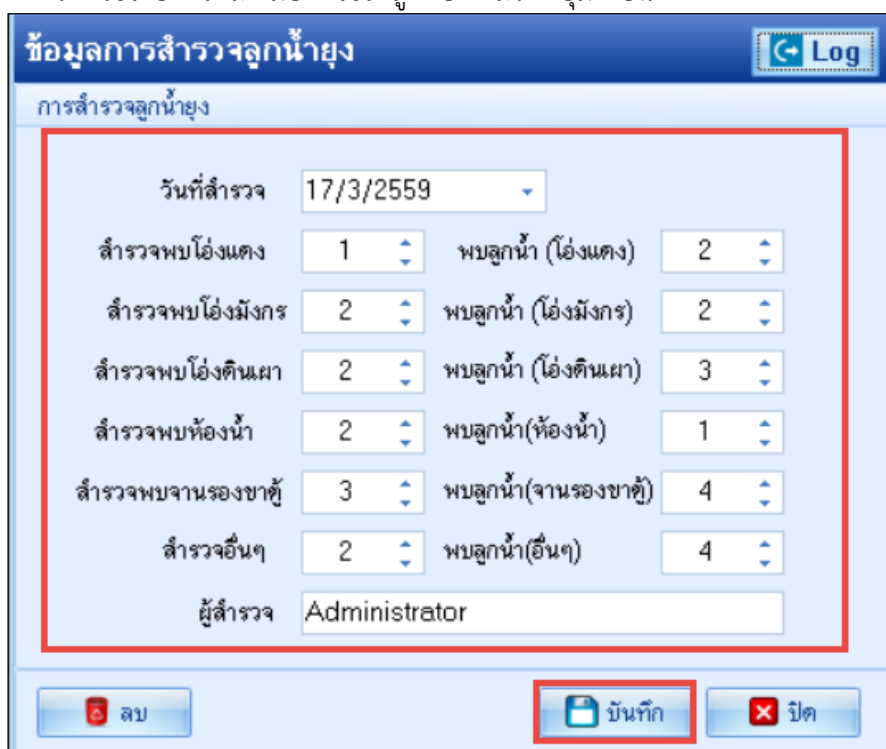 ข้อมูลการสำรวจลูกน้ำยุง Log
การสำรวจลูกน้ำยุง
วันที่สำรวจ 17/3/2559
สำรวจพบโอ่งแดง 1 พบลูกน้ำ (โอ่งแดง) 2
สำรวจพบโอ่งมังกร 2 พบลูกน้ำ (โอ่งมังกร) 2
สำรวจพบโอ่งดินเผา 2 พบลูกน้ำ (โอ่งดินเผา) 3
สำรวจพบห้องน้ำ 2 พบลูกน้ำ(ห้องน้ำ) 1
สำรวจพบจานรองขาตู้ 3 พบลูกน้ำ(จานรองขาตู้) 4
สำรวจอื่นๆ 2 พบลูกน้ำ(อื่นๆ) 4
ผู้สำรวจ Administrator
ลบ บันทึก ปิด